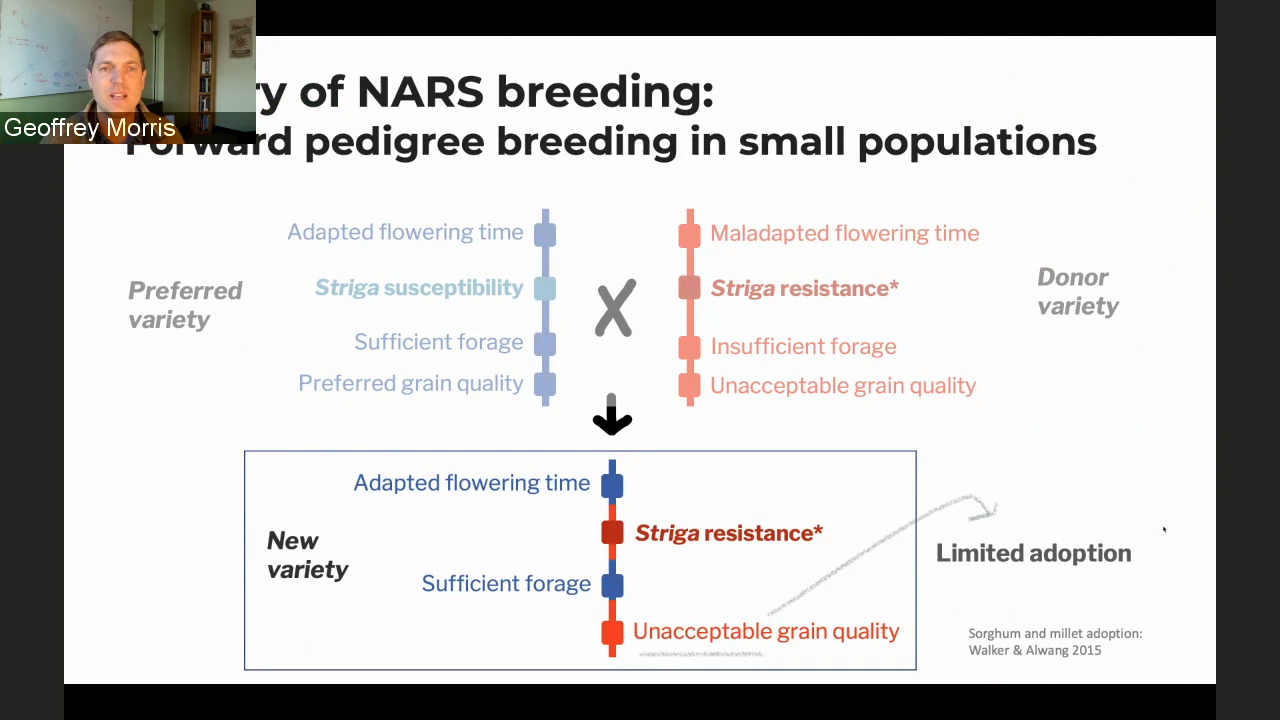 Geoffrey Morris
ry of NARS breeding:
Forward pedigree breeding in small populations
Adapted flowering time
Maladapted flowering time
Preferred
variety
Striga susceptibility
X
Striga resistance*
Donor
variety
Sufficient forage
Insufficient forage
Preferred grain quality
Unacceptable grain quality
Adapted flowering time
New
variety
Striga resistance*
Sufficient forage
Limited adoption
Unacceptable grain quality
Sorghum and millet adoption:
Walker & Alwang 2015